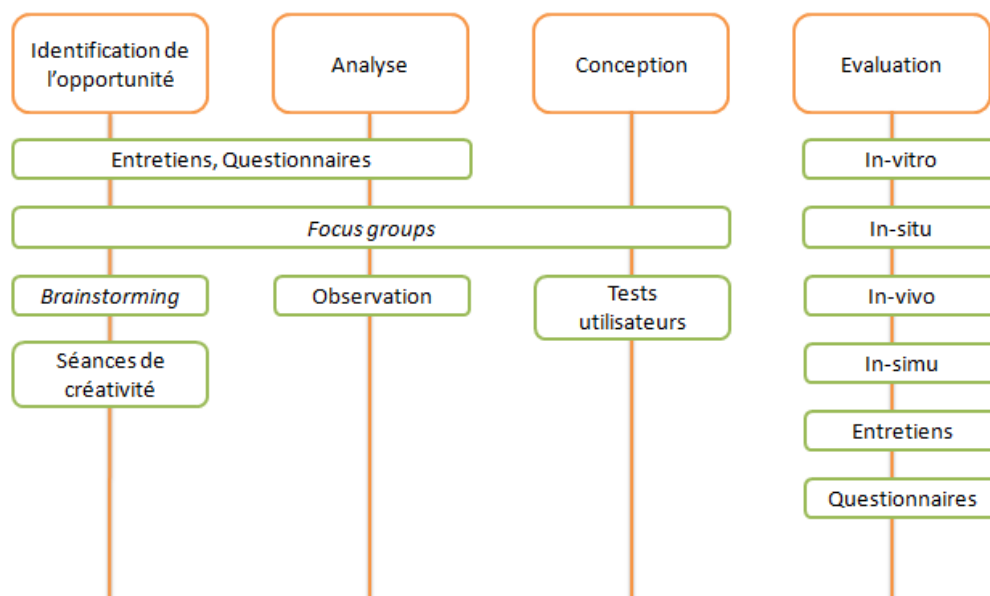 Identification de
l'opportunité
Analyse
Conception
Evaluation
Entretiens, Questionnaires
In-vitro
Focus groups
In-situ
Brainstorming
Observation
Tests
utilisateurs
In-vivo
Séances de
créativité
In-simu
Entretiens
Questionnaires